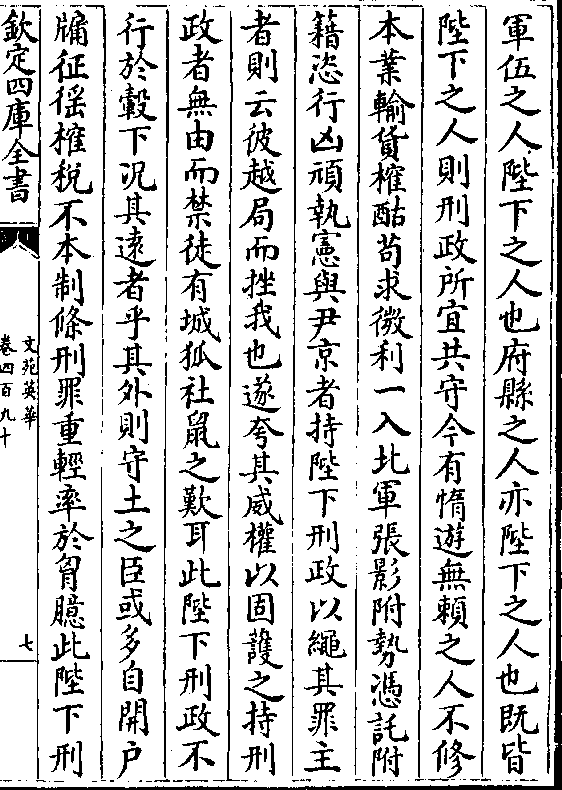 軍伍之人陛下之人也府縣之人亦陛下之人也既皆
陛下之人則刑政所宜共守今有惰遊無頼之人不修
本業輸貨榷酤苟求微利一入北軍張影附勢憑託附
籍恣行凶頑執憲與尹京者持陛下刑政以繩其罪主
者則云彼越局而挫我也遂夸其威權以固護之持刑
政者無由而禁徒有城狐社鼠之歎耳此陛下刑政不
行於轂下况其遠者乎其外則守土之臣或多自開户
牖征徭榷稅不本制條刑罪重輕率於胷臆此陛下刑
欽定四庫全書
文苑英華
卷四百九十
七